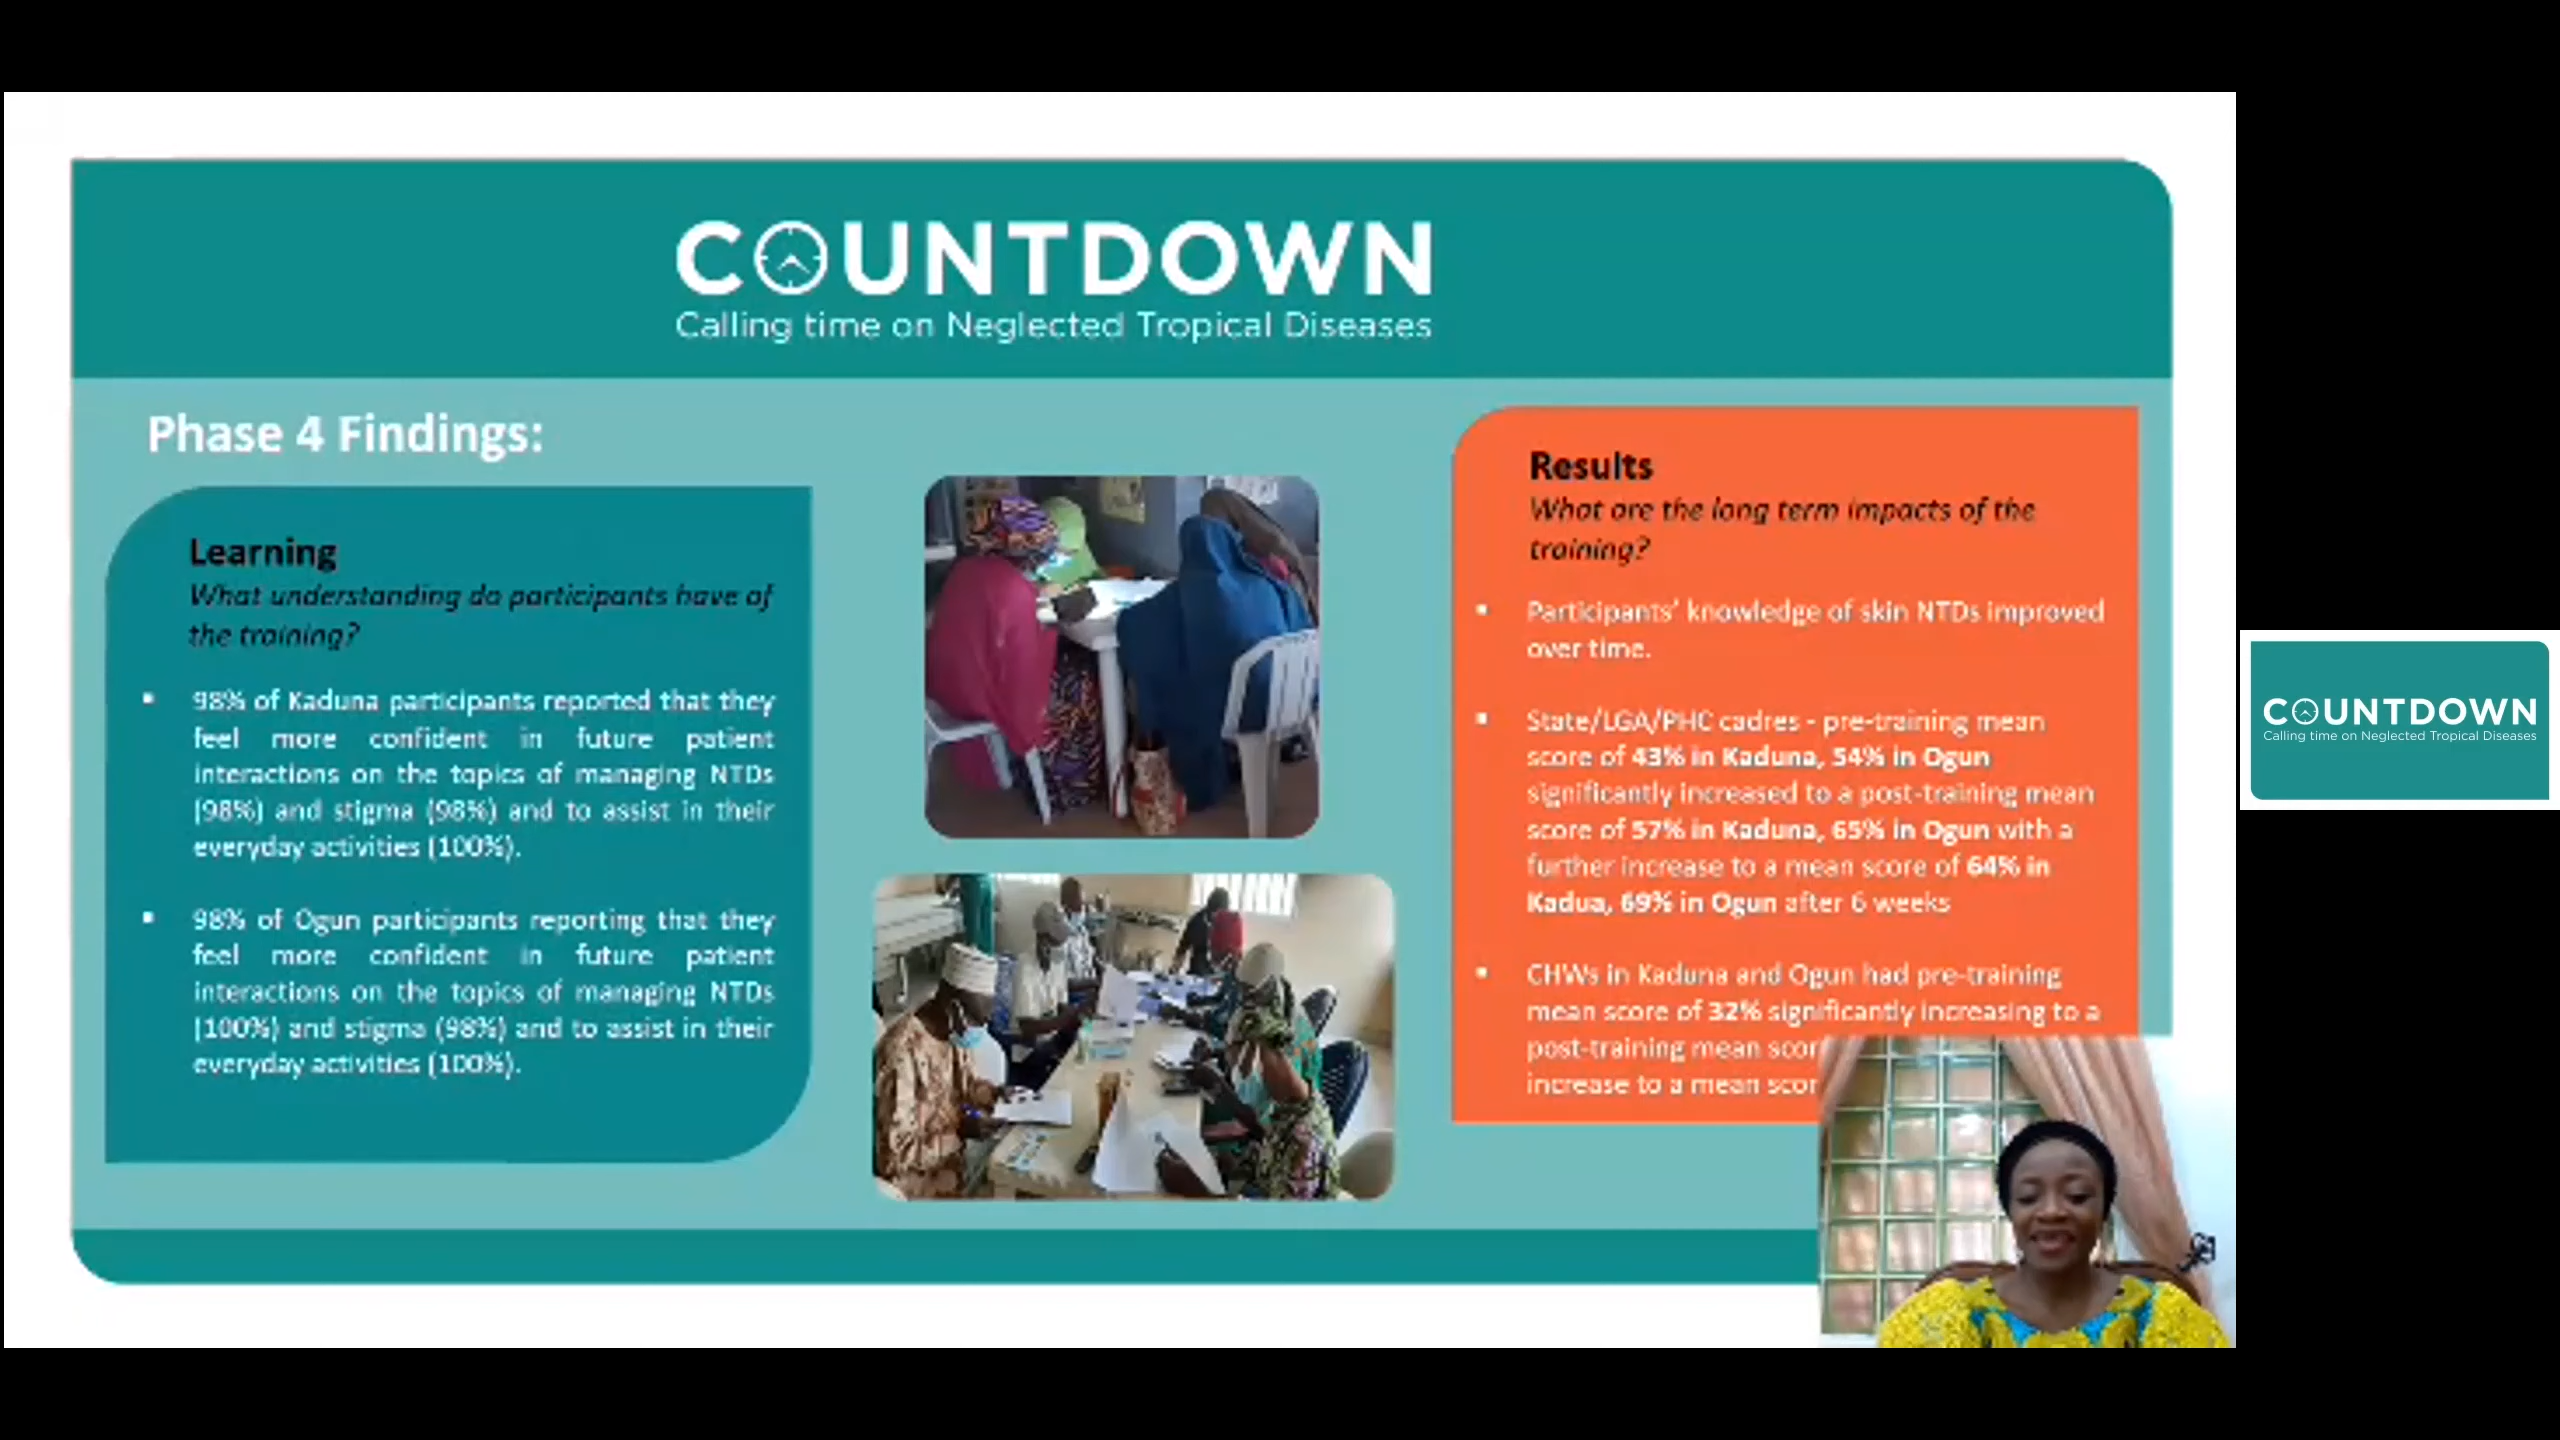 COUNTDOWN
Calling time on Neglected Tropical Diseases
Phase 4 Findings:
Learning
What understanding do participants have of
the training?
98% of Kaduna participants reported that they
feel more confident in future patient
interactions on the topics of managing NTDs
(98%) and stigma (98%) and to assist in their
everyday activities (100%).
98% of Ogun participants reporting that they
feel more confident in future patient
interactions on the topics of managing NTDs
(100%) and stigma (98%) and to assist in their
everyday activities (100%).
Results
What are the long term impacts of the
training?
Participants' knowledge of skin NTDs improved
over time.
State/LGA/PHC cadres - pre-training mean
score of 43% in Kaduna, 54% in Ogun
significantly increased to a post-training mean
score of 57% in Kaduna, 65% in Ogun with a
further increase to a mean score of 64% in
Kadua, 69% in Ogun after 6 weeks
CHWs in Kaduna and Ogun had pre-training
mean score of 32% significantly increasing to a
post-training mean scor
increase to a mean scor
COUNTDOWN
Calling time on Neglected Tropical Diseases